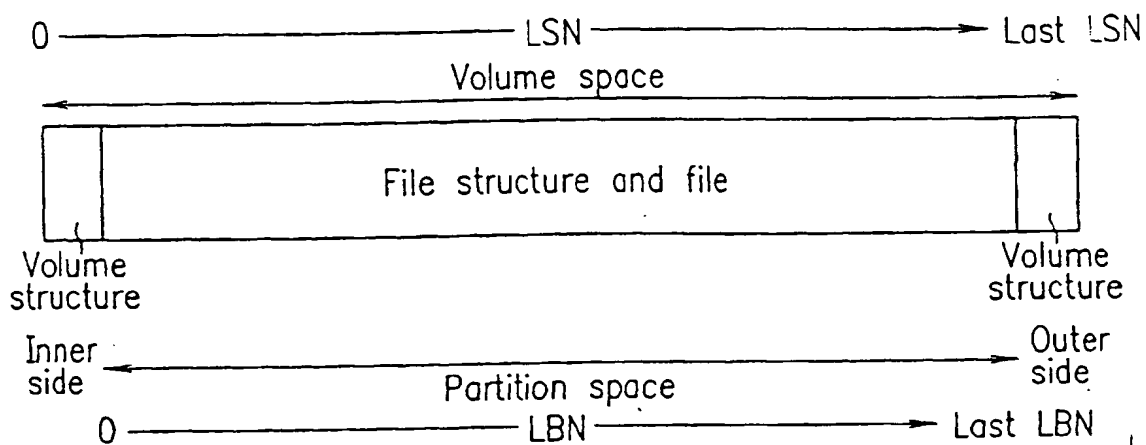 0 LSN Last LSN
Volume space
File structure and file
Volume
structure
Volume
structure
Inner
side
Outer
side
Partition space
0 LBN Last LBN